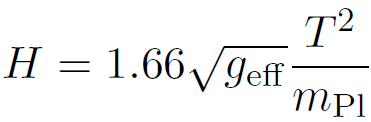 H = 1.66√g_eff T²/m_Pl